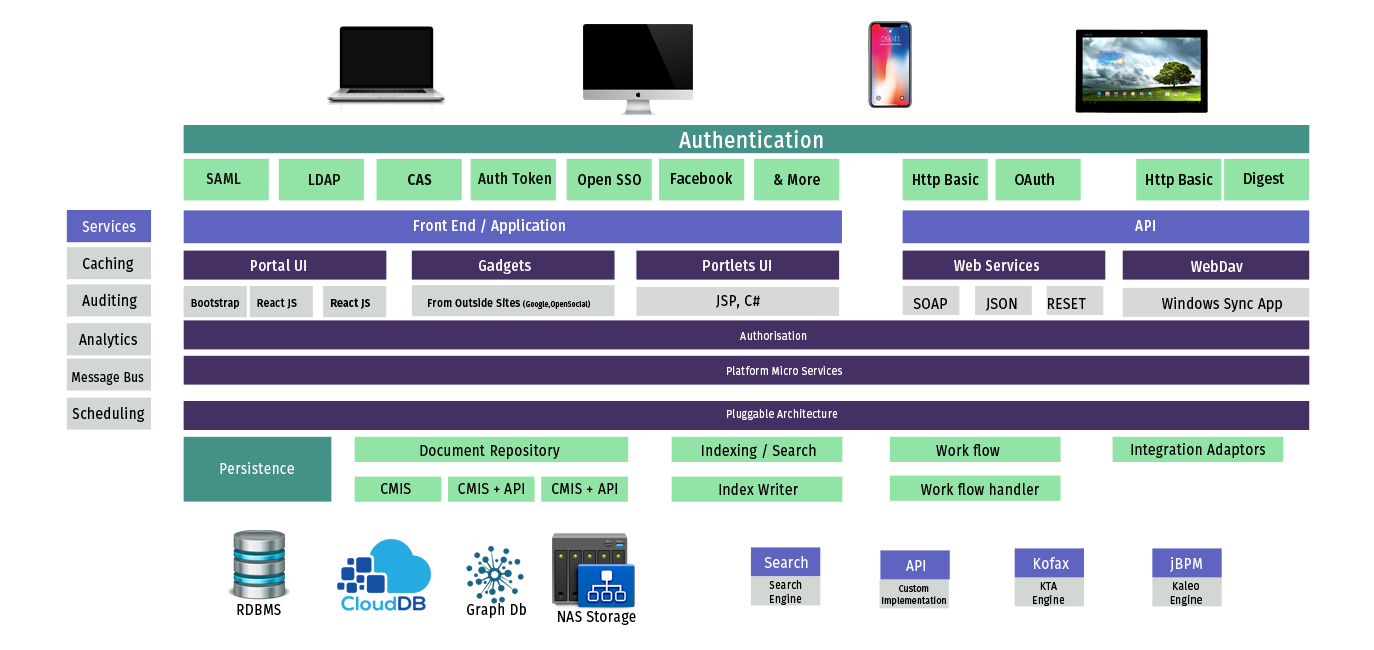 09:41
Authentication
SAML
LDAP
CAS
Auth Token
Open SSO
Facebook
& More
Http Basic
OAuth
Http Basic
Digest
Services
Front End / Application
API
Caching
Portal UI
Gadgets
Portlets UI
Web Services
WebDav
Auditing
Bootstrap
React JS
React JS
From Outside Sites (Google,OpenSocial)
JSP, C#
SOAP
JSON
RESET
Windows Sync App
Analytics
Authorisation
Message Bus
Platform Micro Services
Scheduling
Pluggable Architecture
Persistence
Document Repository
Indexing / Search
Work flow
Integration Adaptors
CMIS
CMIS + API
CMIS + API
Index Writer
Work flow handler
RDBMS
CloudDB
Graph Db
NAS Storage
Search
Search
Engine
API
Custom
Implementation
Kofax
KTA
Engine
jBPM
Kaleo
Engine